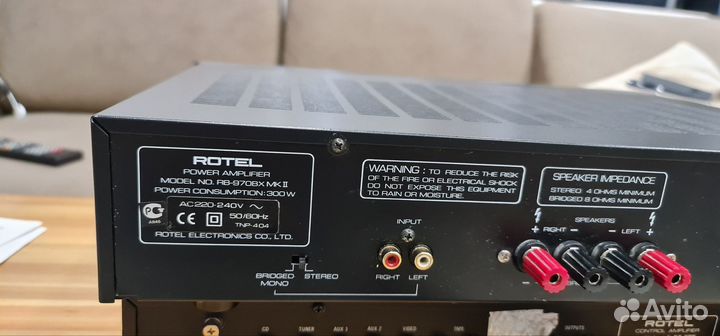 ROTEL
POWER AMPLIFIER
MODEL NO. RB-970BX MK II
POWER CONSUMPTION: 300W
AC220-240V
50/60Hz
TNP-404
ROTEL ELECTRONICS CO., LTD.
WARNING: TO REDUCE THE RISK
OF THE FIRE OR ELECTRICAL SHOCK
DO NOT EXPOSE THIS EQUIPMENT
TO RAIN OR MOISTURE.
SPEAKER IMPEDANCE
STEREO 4 OHMS MINIMUM
BRIDGED 8 OHMS MINIMUM
SPEAKERS
+ RIGHT − − LEFT +
INPUT
RIGHT LEFT
BRIDGED STEREO
MONO
CD TUNER AUX 1 AUX 2 VIDEO
OUTPUTS
ROTEL
CONTROL AMPLIFIER
Avito